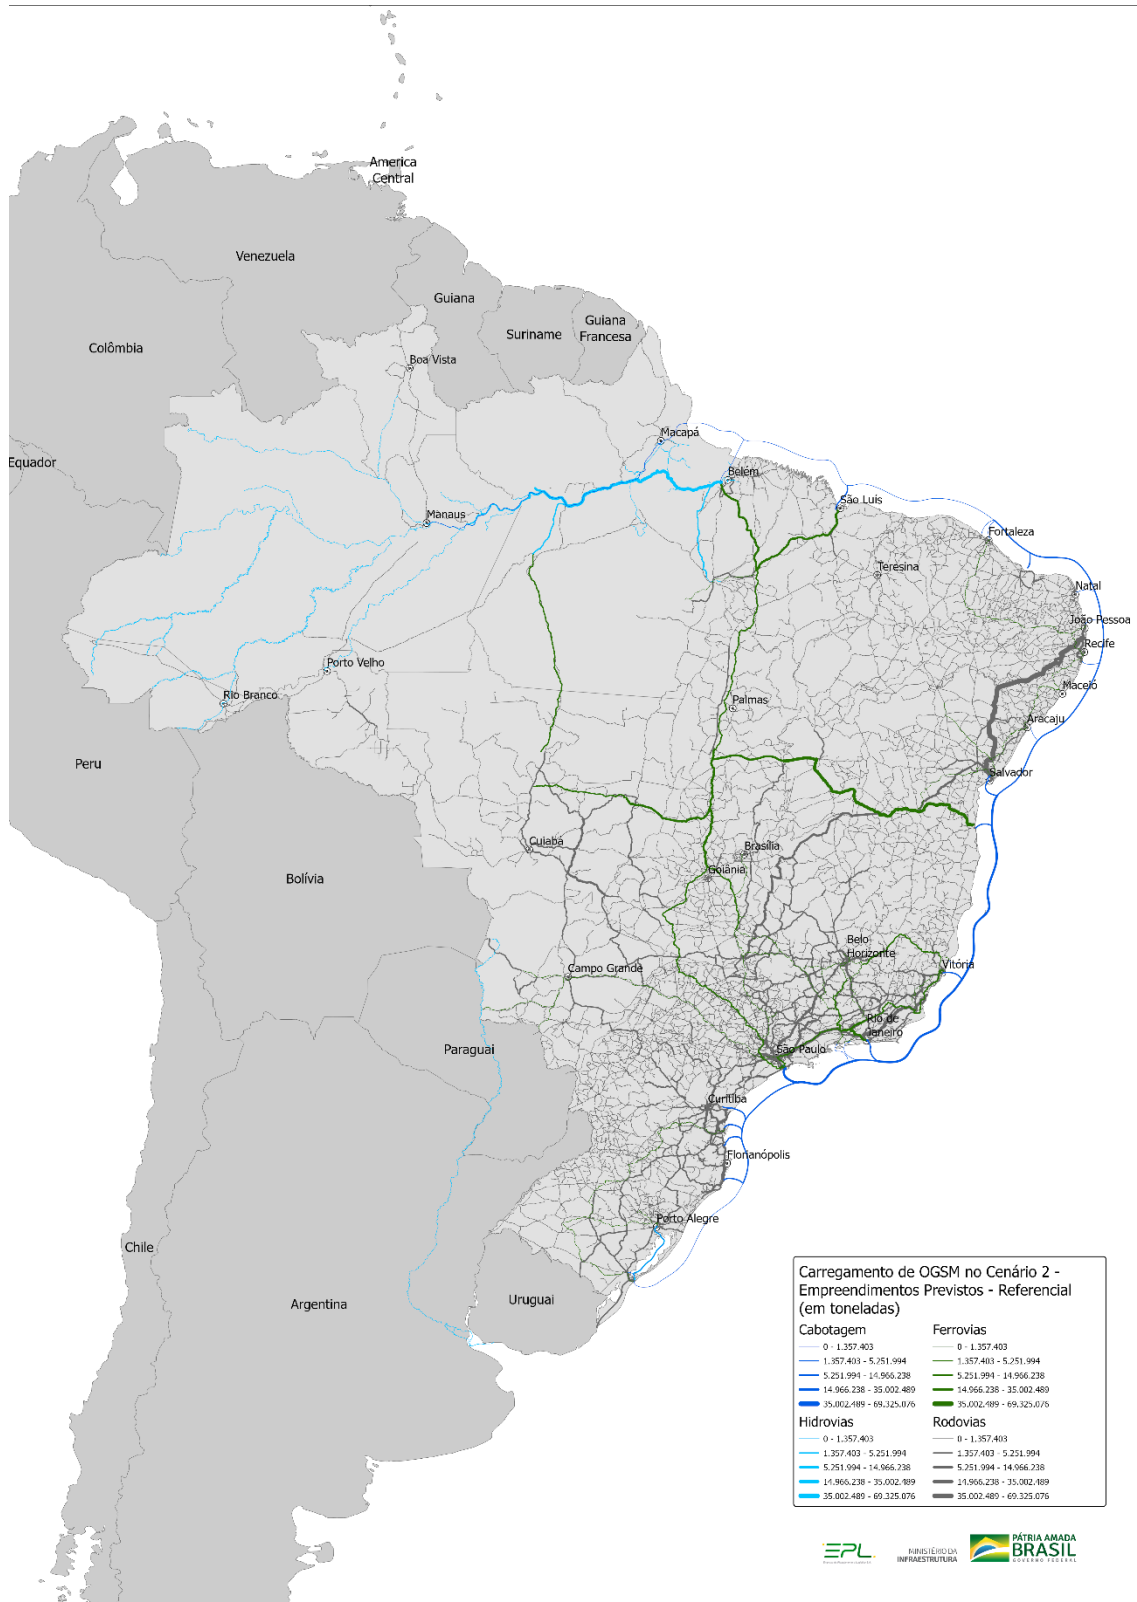 America
Central
Venezuela
Guiana
Suriname
Guiana
Francesa
Colômbia
Boa Vista
Macapá
Equador
Belém
São Luis
Manaus
Fortaleza
Teresina
Natal
João Pessoa
Recife
Porto Velho
Rio Branco
Palmas
Maceió
Aracaju
Peru
Salvador
Cuiabá
Brasília
Goiânia
Bolívia
Belo
Horizonte
Vitória
Campo Grande
Rio de
Janeiro
Paraguai
São Paulo
Curitiba
Florianópolis
Porto Alegre
Chile
Argentina
Uruguai
Carregamento de OGSM no Cenário 2 -
Empreendimentos Previstos - Referencial
(em toneladas)
Cabotagem
0 - 1.357.403
1.357.403 - 5.251.994
5.251.994 - 14.966.238
14.966.238 - 35.002.489
35.002.489 - 69.325.076
Ferrovias
0 - 1.357.403
1.357.403 - 5.251.994
5.251.994 - 14.966.238
14.966.238 - 35.002.489
35.002.489 - 69.325.076
Hidrovias
0 - 1.357.403
1.357.403 - 5.251.994
5.251.994 - 14.966.238
14.966.238 - 35.002.489
35.002.489 - 69.325.076
Rodovias
0 - 1.357.403
1.357.403 - 5.251.994
5.251.994 - 14.966.238
14.966.238 - 35.002.489
35.002.489 - 69.325.076
EPL
MINISTÉRIO DA
INFRAESTRUTURA
PÁTRIA AMADA
BRASIL
GOVERNO FEDERAL